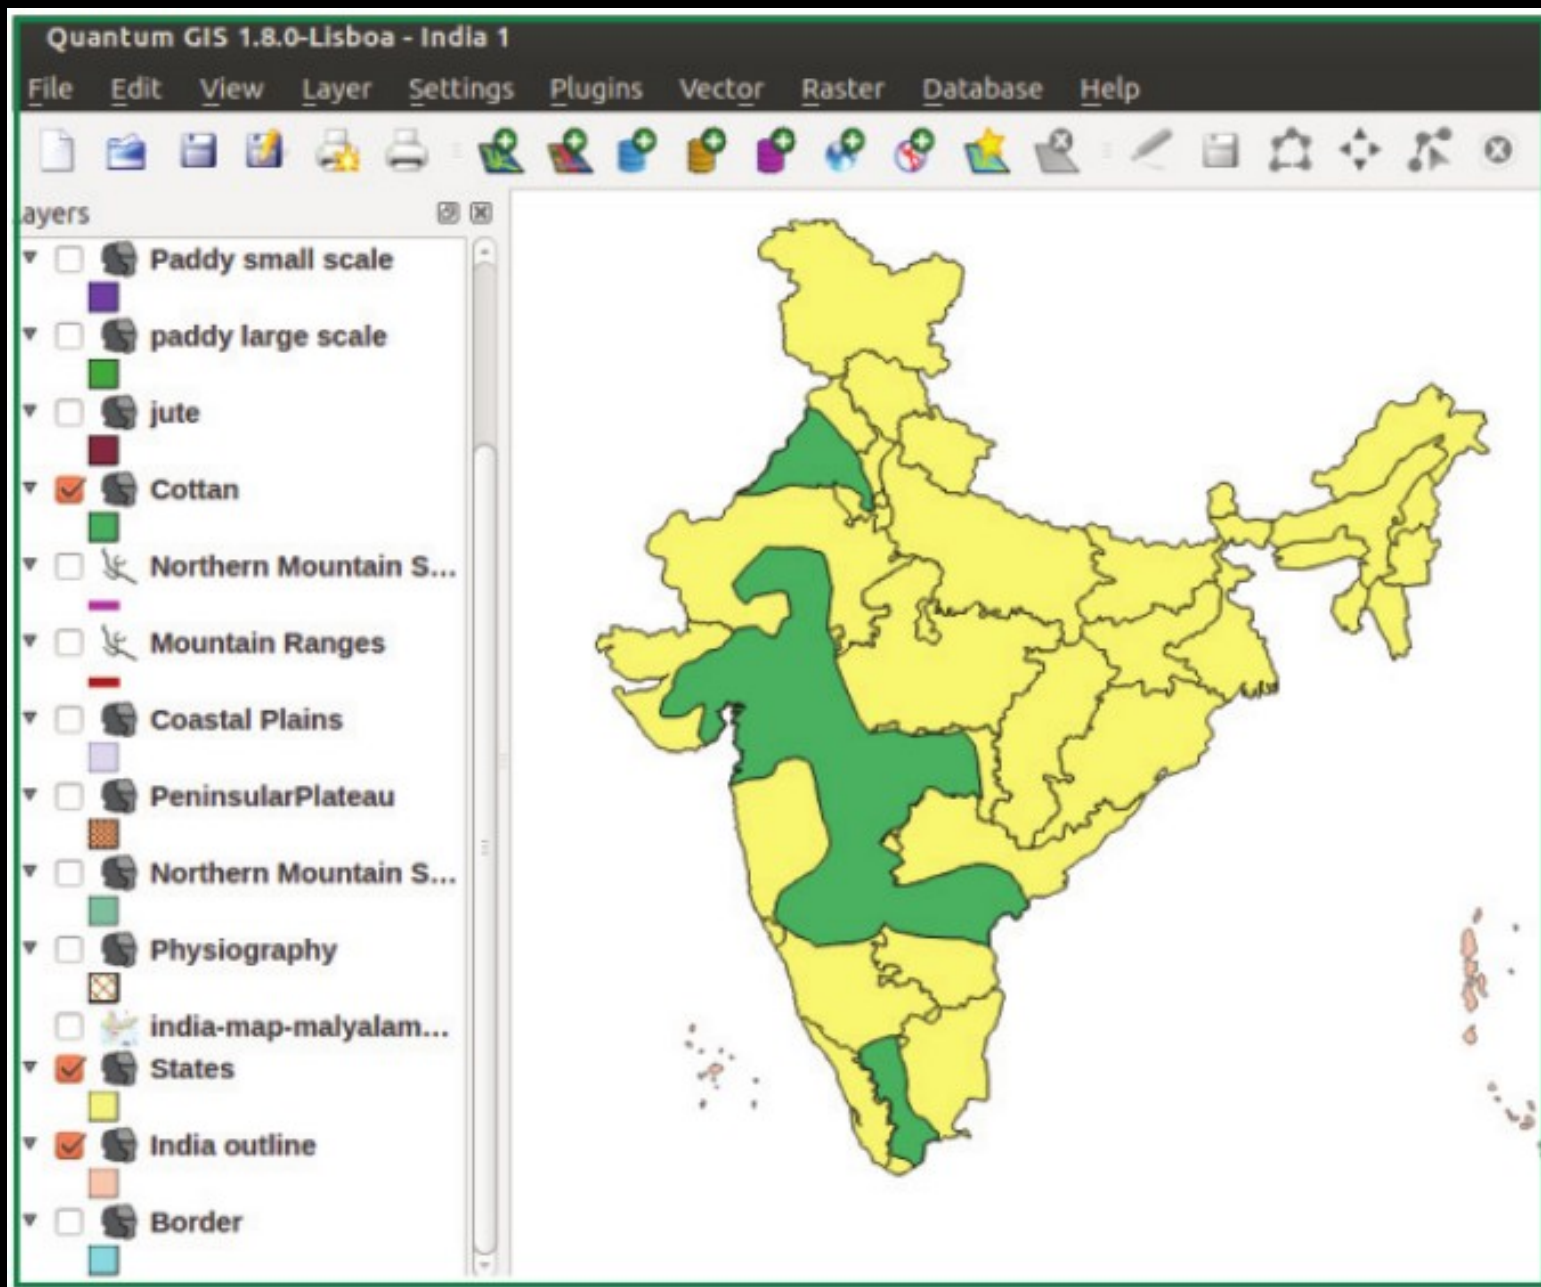 Quantum GIS 1.8.0-Lisboa - India 1
File Edit View Layer Settings Plugins Vector Raster Database Help
ayers
Paddy small scale
paddy large scale
jute
Cottan
Northern Mountain S...
Mountain Ranges
Coastal Plains
PeninsularPlateau
Northern Mountain S...
Physiography
india-map-malyalam...
States
India outline
Border